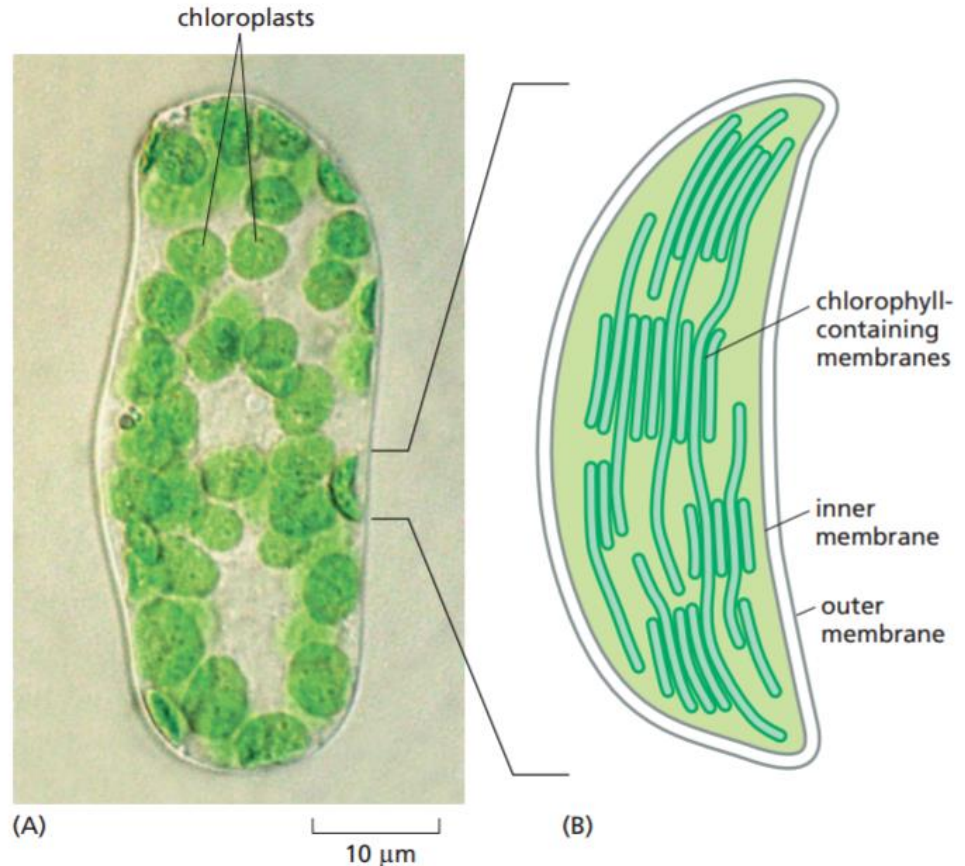 chloroplasts
chlorophyll-
containing
membranes
inner
membrane
outer
membrane
(A)
10 μm
(B)